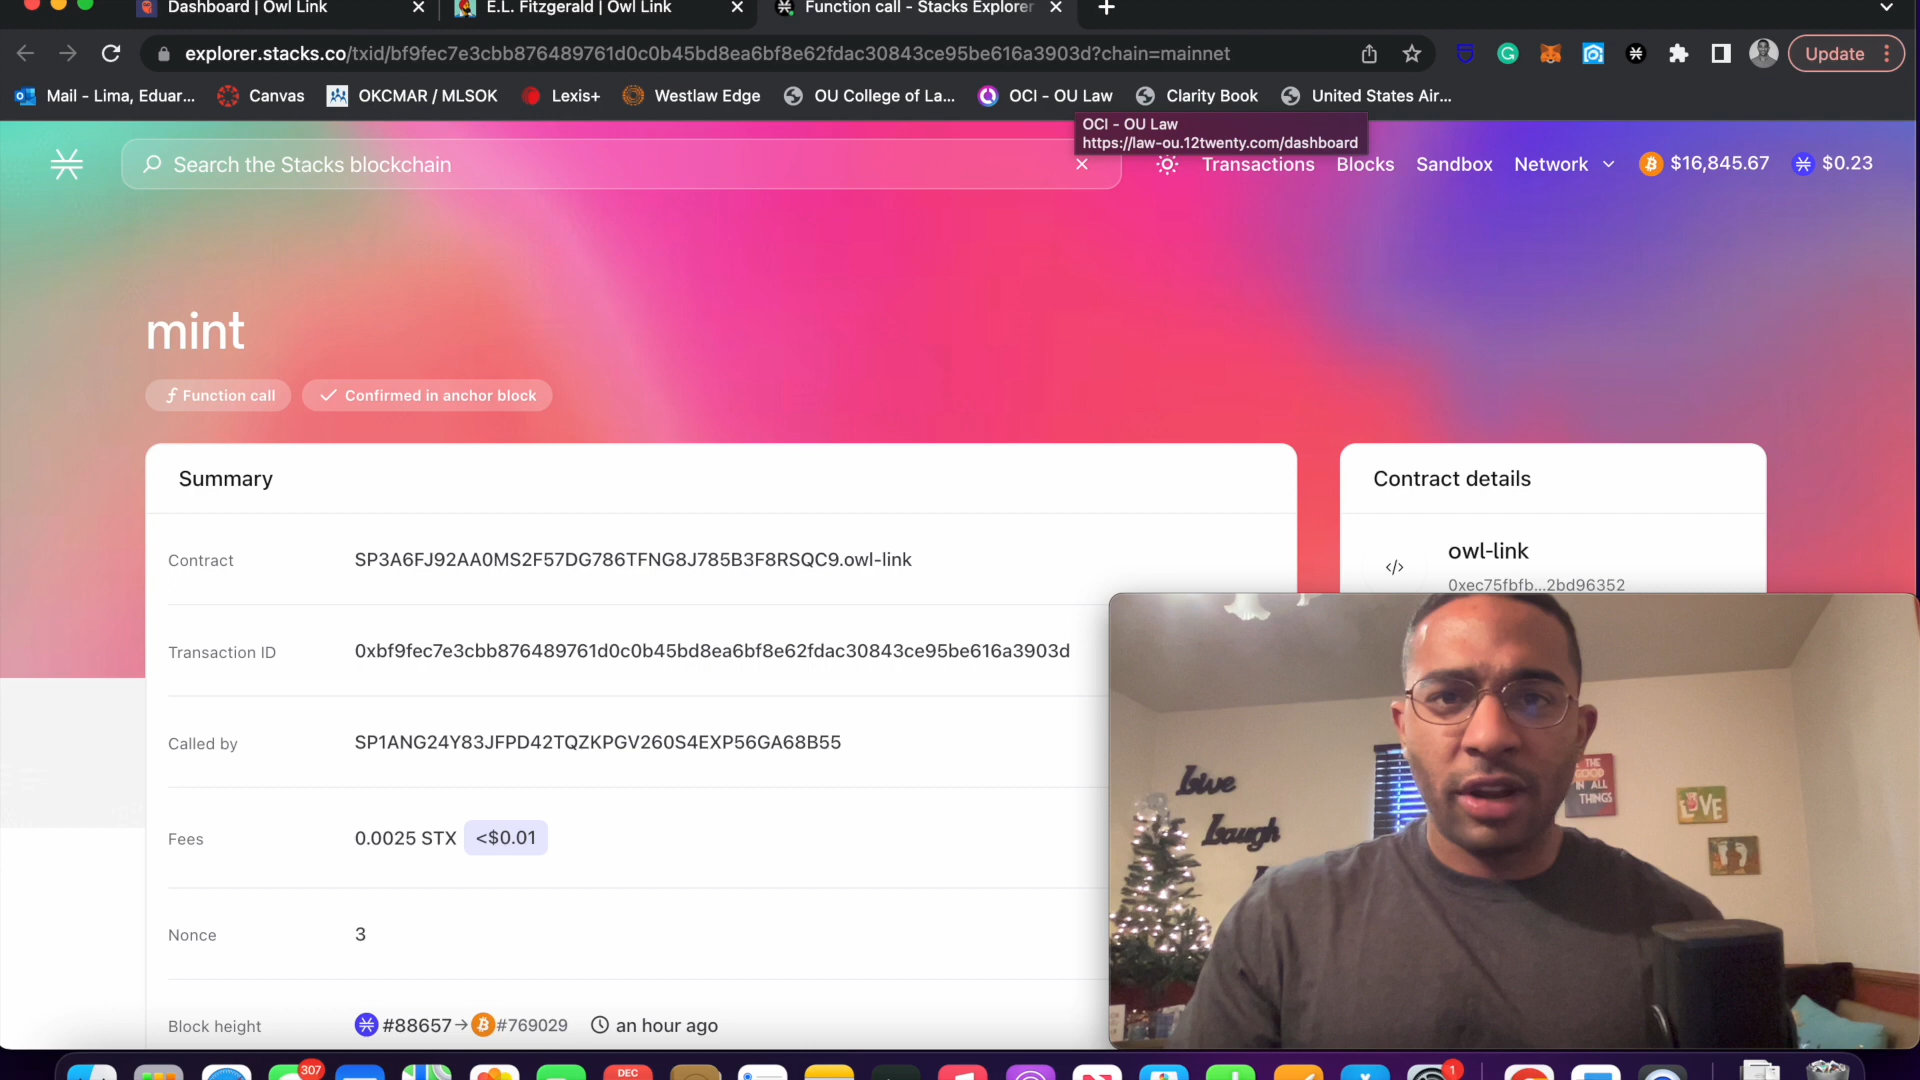 Dashboard | Owl Link
E.L. Fitzgerald | Owl Link
Function call - Stacks Explorer
explorer.stacks.co/txid/bf9fec7e3cbb876489761d0c0b45bd8ea6bf8e62fdac30843ce95be616a3903d?chain=mainnet
Update
Mail - Lima, Eduar...
Canvas
OKCMAR / MLSOK
Lexis+
Westlaw Edge
OU College of La...
OCI - OU Law
Clarity Book
United States Air...
OCI - OU Law
https://law-ou.12twenty.com/dashboard
Search the Stacks blockchain
Transactions
Blocks
Sandbox
Network
$16,845.67
$0.23
mint
Function call
Confirmed in anchor block
Summary
Contract details
Contract
SP3A6FJ92AA0MS2F57DG786TFNG8J785B3F8RSQC9.owl-link
owl-link
0xec75fbfb...2bd96352
Transaction ID
0xbf9fec7e3cbb876489761d0c0b45bd8ea6bf8e62fdac30843ce95be616a3903d
Called by
SP1ANG24Y83JFPD42TQZKPGV260S4EXP56GA68B55
Fees
0.0025 STX
<$0.01
Nonce
3
Block height
#88657
#769029
an hour ago
Live
Laugh
THE
GOOD
IN ALL
THINGS
LOVE
307
DEC
1